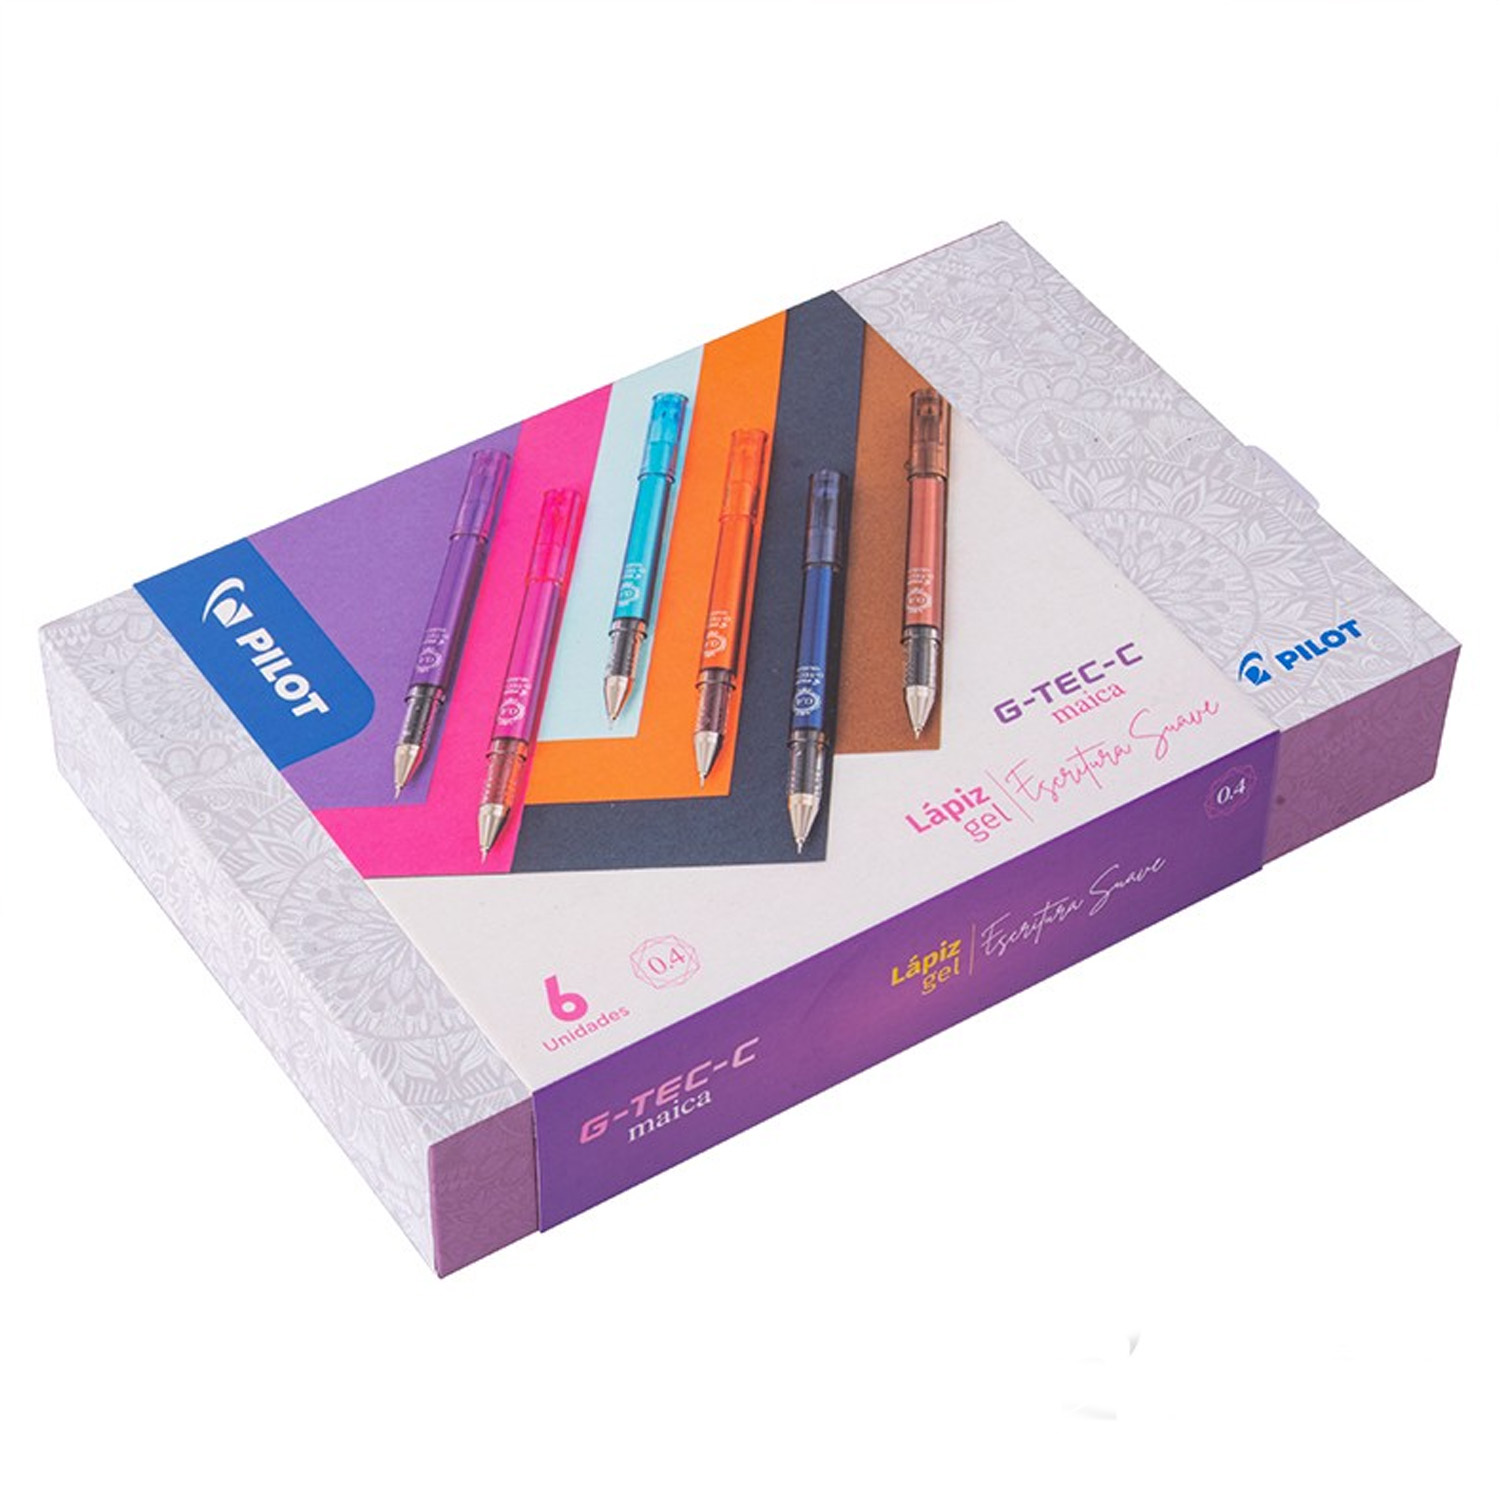 PILOT
G-TEC-C
maica
Lápiz
gel
Escritura Suave
PILOT
6
Unidades
0.4
G-TEC-C
maica
Lápiz
gel
Escritura Suave
0.4